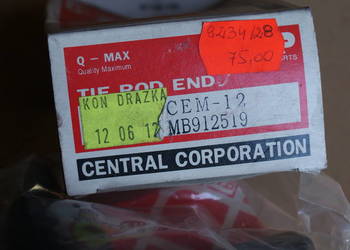 Q - MAX
Quality Maximum
8234128
75,00
PARTS
TIE ROD END
KON DRAZKA
12 06 12
CEM-12
MB912519
CENTRAL CORPORATION